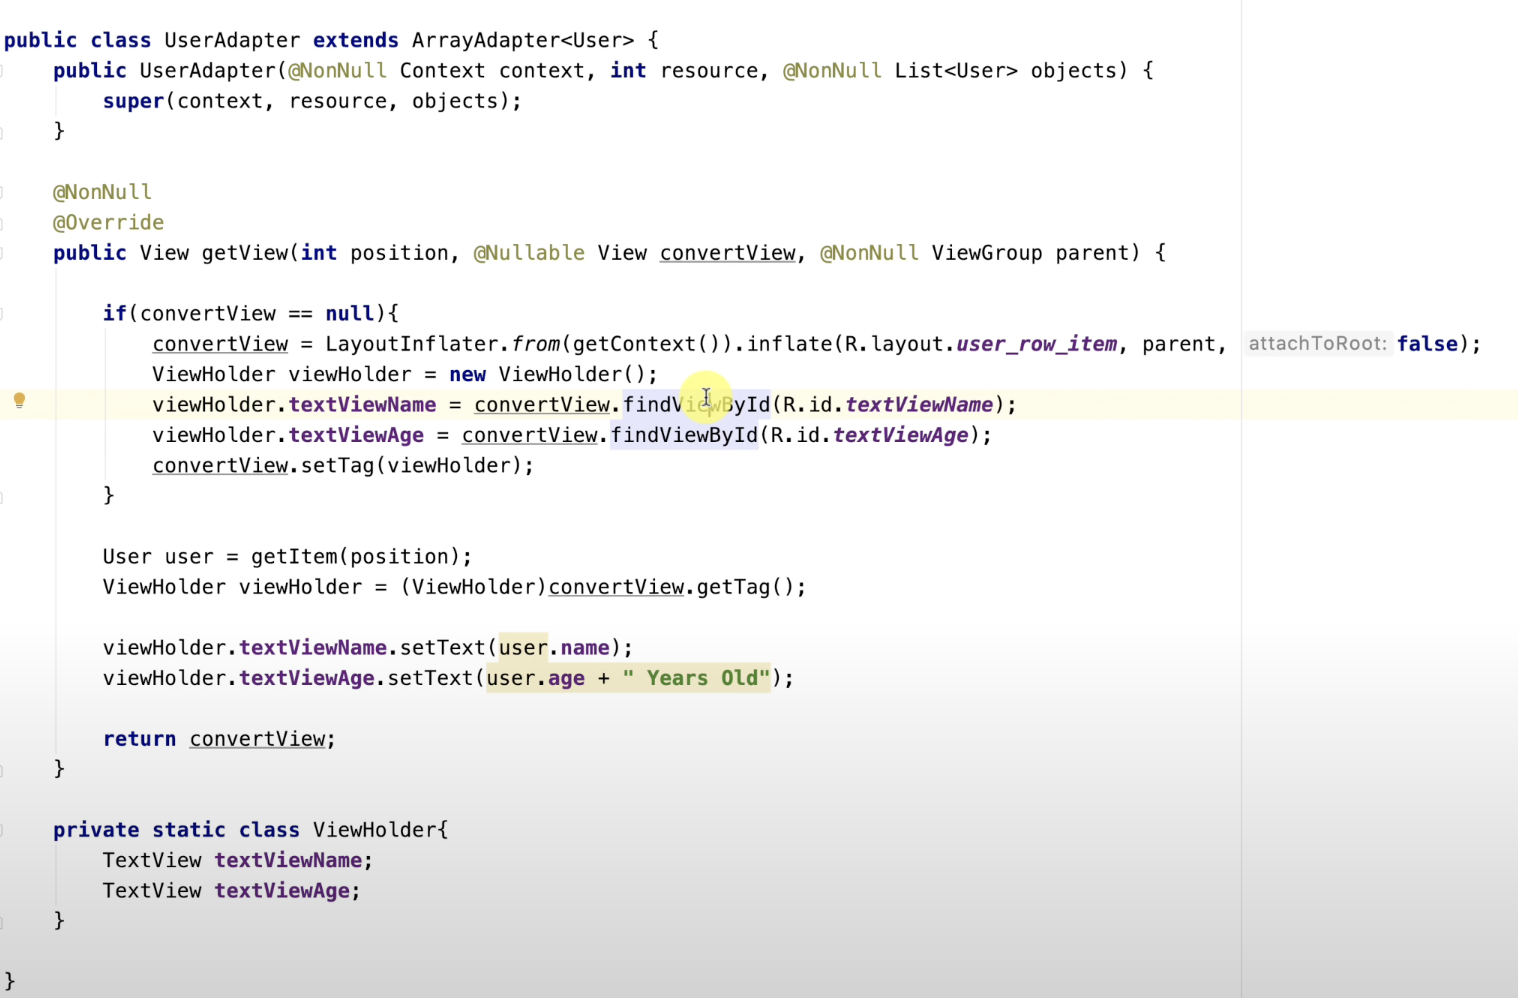 public class UserAdapter extends ArrayAdapter<User> {
    public UserAdapter(@NonNull Context context, int resource, @NonNull List<User> objects) {
        super(context, resource, objects);
    }

    @NonNull
    @Override
    public View getView(int position, @Nullable View convertView, @NonNull ViewGroup parent) {

        if(convertView == null){
            convertView = LayoutInflater.from(getContext()).inflate(R.layout.user_row_item, parent, attachToRoot: false);
            ViewHolder viewHolder = new ViewHolder();
            viewHolder.textViewName = convertView.findViewById(R.id.textViewName);
            viewHolder.textViewAge = convertView.findViewById(R.id.textViewAge);
            convertView.setTag(viewHolder);
        }

        User user = getItem(position);
        ViewHolder viewHolder = (ViewHolder)convertView.getTag();

        viewHolder.textViewName.setText(user.name);
        viewHolder.textViewAge.setText(user.age + " Years Old");

        return convertView;
    }

    private static class ViewHolder{
        TextView textViewName;
        TextView textViewAge;
    }

}